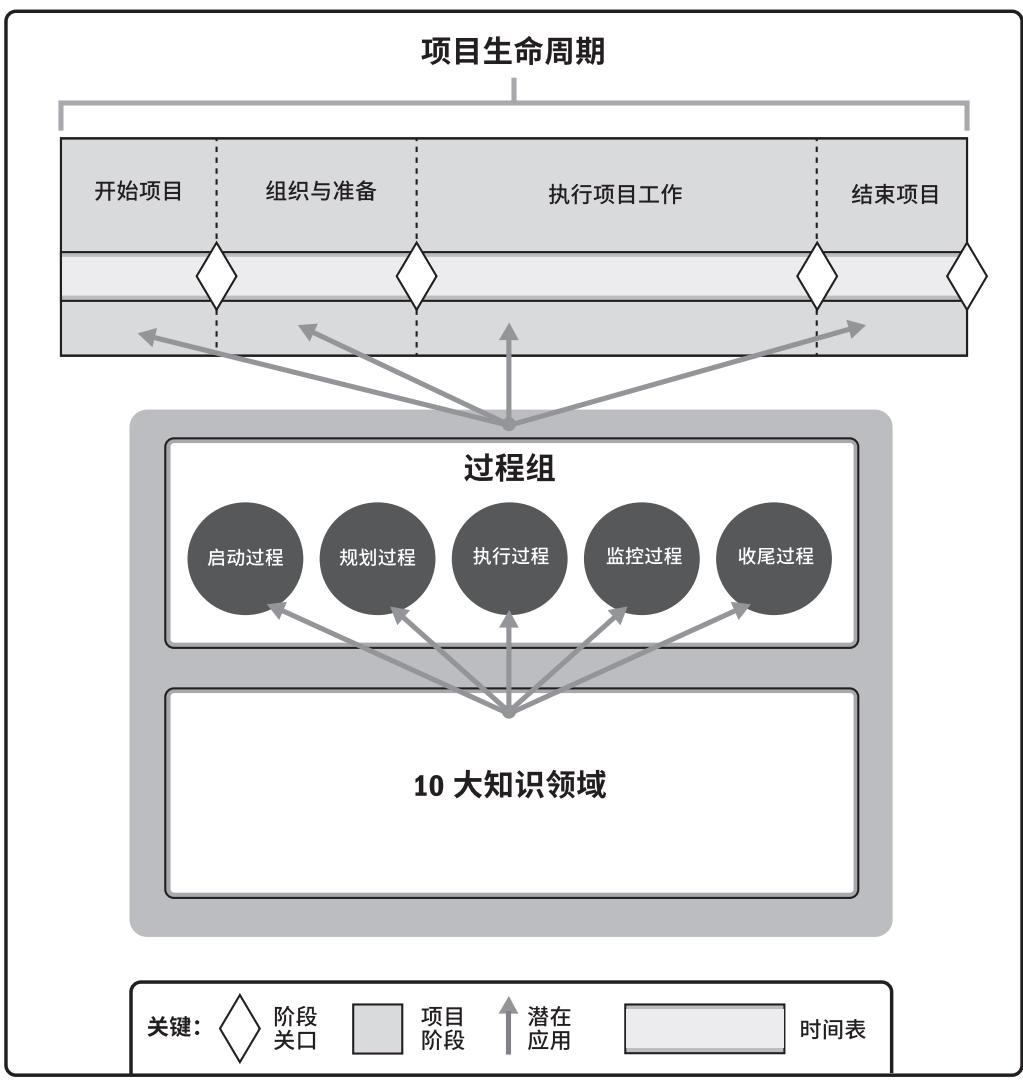 项目生命周期
开始项目
组织与准备
执行项目工作
结束项目
过程组
启动过程
规划过程
执行过程
监控过程
收尾过程
10 大知识领域
关键：
阶段
关口
项目
阶段
潜在
应用
时间表